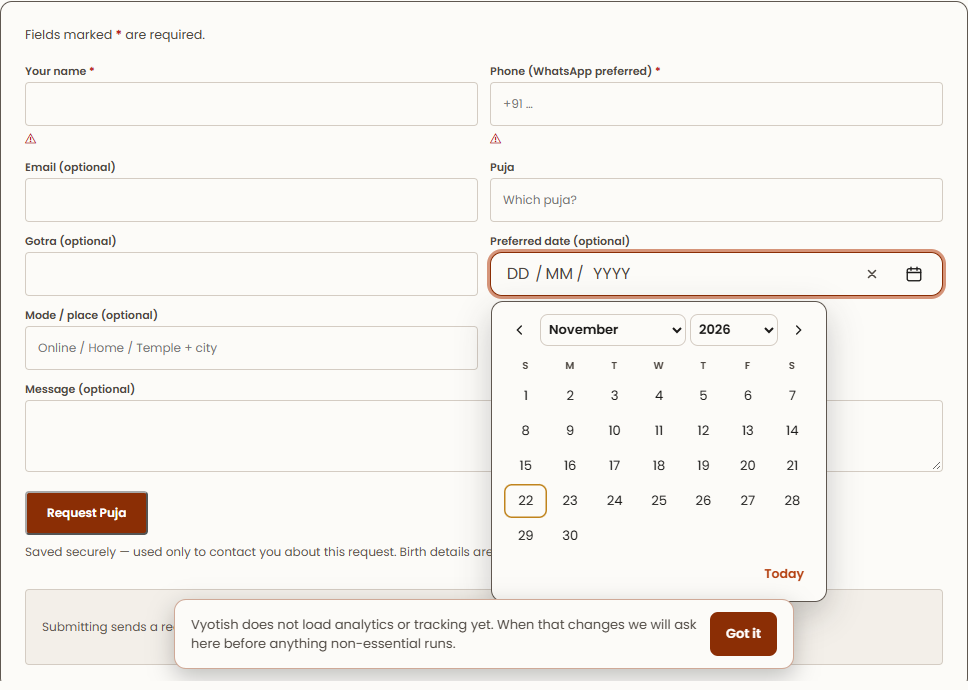 Fields marked * are required.
Your name *
Phone (WhatsApp preferred) *
+91 …
Email (optional)
Puja
Which puja?
Gotra (optional)
Preferred date (optional)
DD / MM / YYYY
Mode / place (optional)
Online / Home / Temple + city
November 2026
S M T W T F S
1 2 3 4 5 6 7
8 9 10 11 12 13 14
15 16 17 18 19 20 21
22 23 24 25 26 27 28
29 30
Today
Message (optional)
Request Puja
Saved securely — used only to contact you about this request. Birth details are
Submitting sends a re
Vyotish does not load analytics or tracking yet. When that changes we will ask
here before anything non-essential runs.
Got it